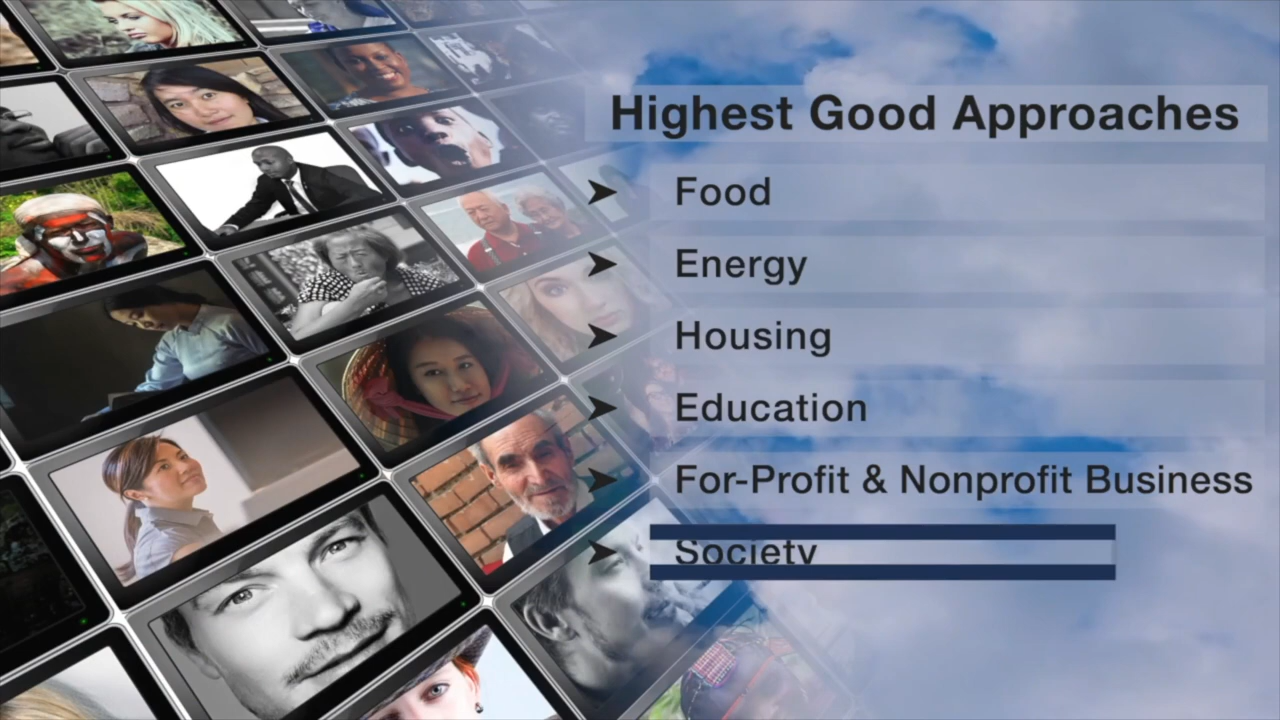 Highest Good Approaches
Food
Energy
Housing
Education
For-Profit & Nonprofit Business
Society